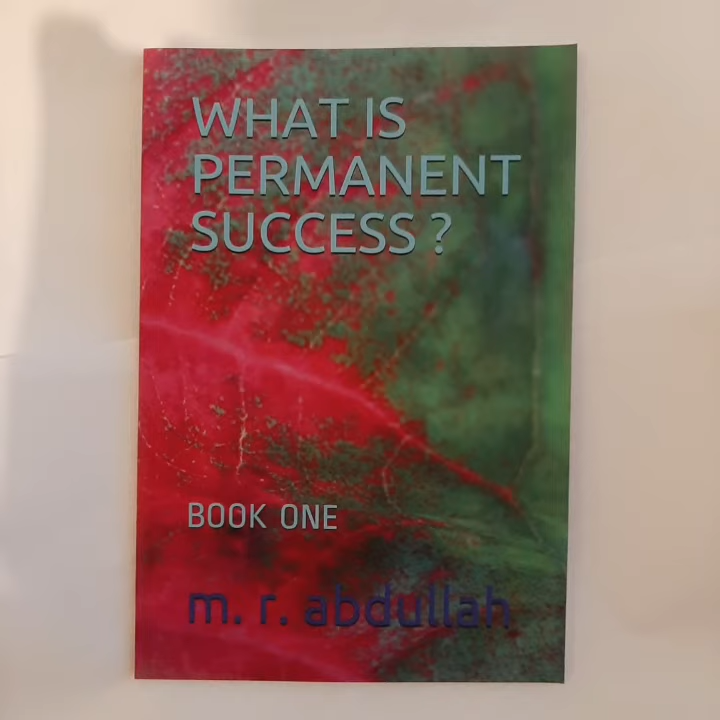 WHAT IS
PERMANENT
SUCCESS ?
BOOK ONE
m. r. abdullah